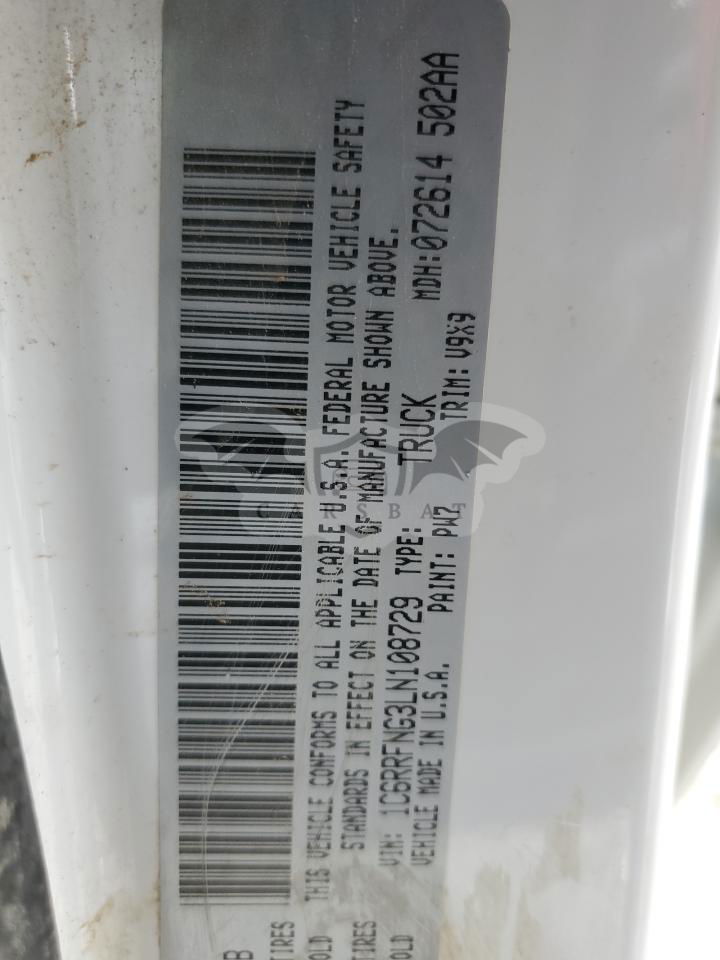 THIS VEHICLE CONFORMS TO ALL APPLICABLE U.S.A. FEDERAL MOTOR VEHICLE SAFETY
STANDARDS IN EFFECT ON THE DATE OF MANUFACTURE SHOWN ABOVE.
VIN: 1C6RRFNG3LN108729 TYPE: TRUCK MDH:072614 502AA
VEHICLE MADE IN U.S.A. PAINT: PW7 TRIM: V9X9
B
TIRES
OLD
TIRES
OLD
CARSBAT